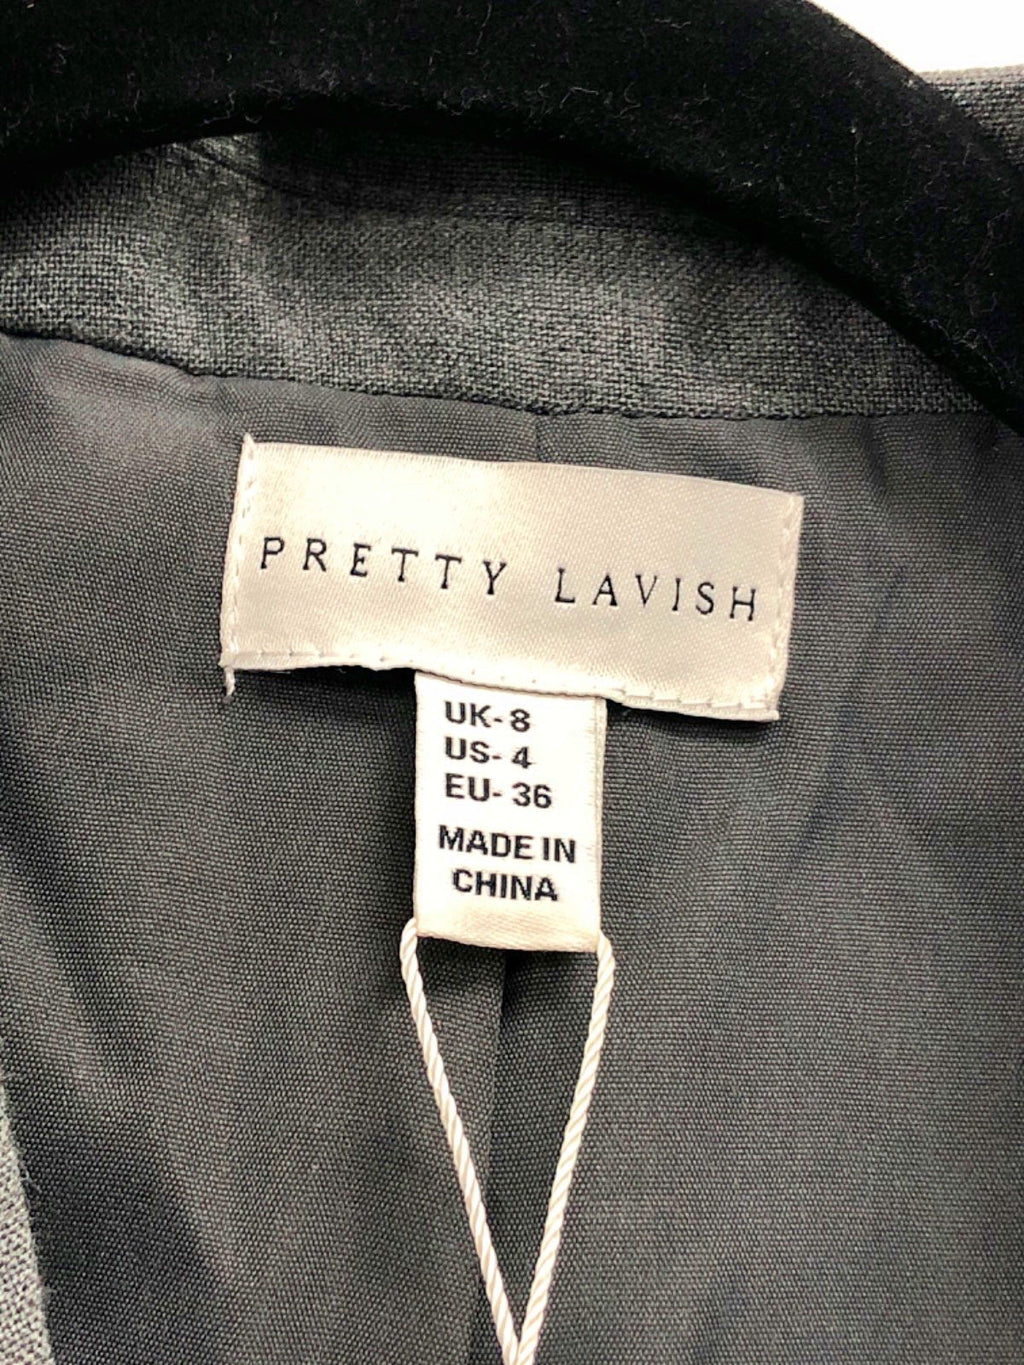 PRETTY LAVISH
UK-8
US-4
EU-36
MADE IN
CHINA